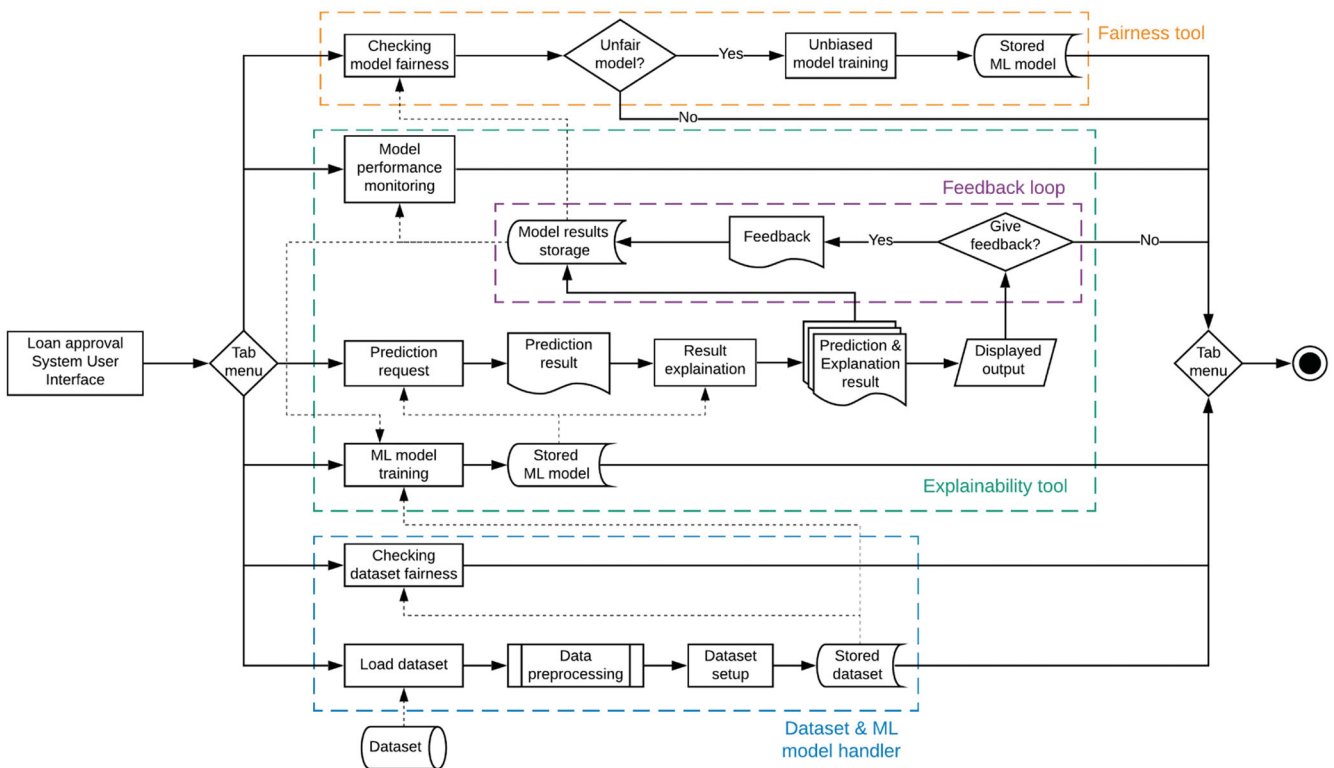 Checking
model fairness
Unfair
model?
Yes
Unbiased
model training
Stored
ML model
Fairness tool
No
Model
performance
monitoring
Feedback loop
Model results
storage
Feedback
Yes
Give
feedback?
No
Loan approval
System User
Interface
Tab
menu
Prediction
request
Prediction
result
Result
explaination
Prediction &
Explanation
result
Displayed
output
Tab
menu
ML model
training
Stored
ML model
Explainability tool
Checking
dataset fairness
Load dataset
Data
preprocessing
Dataset
setup
Stored
dataset
Dataset
Dataset & ML
model handler